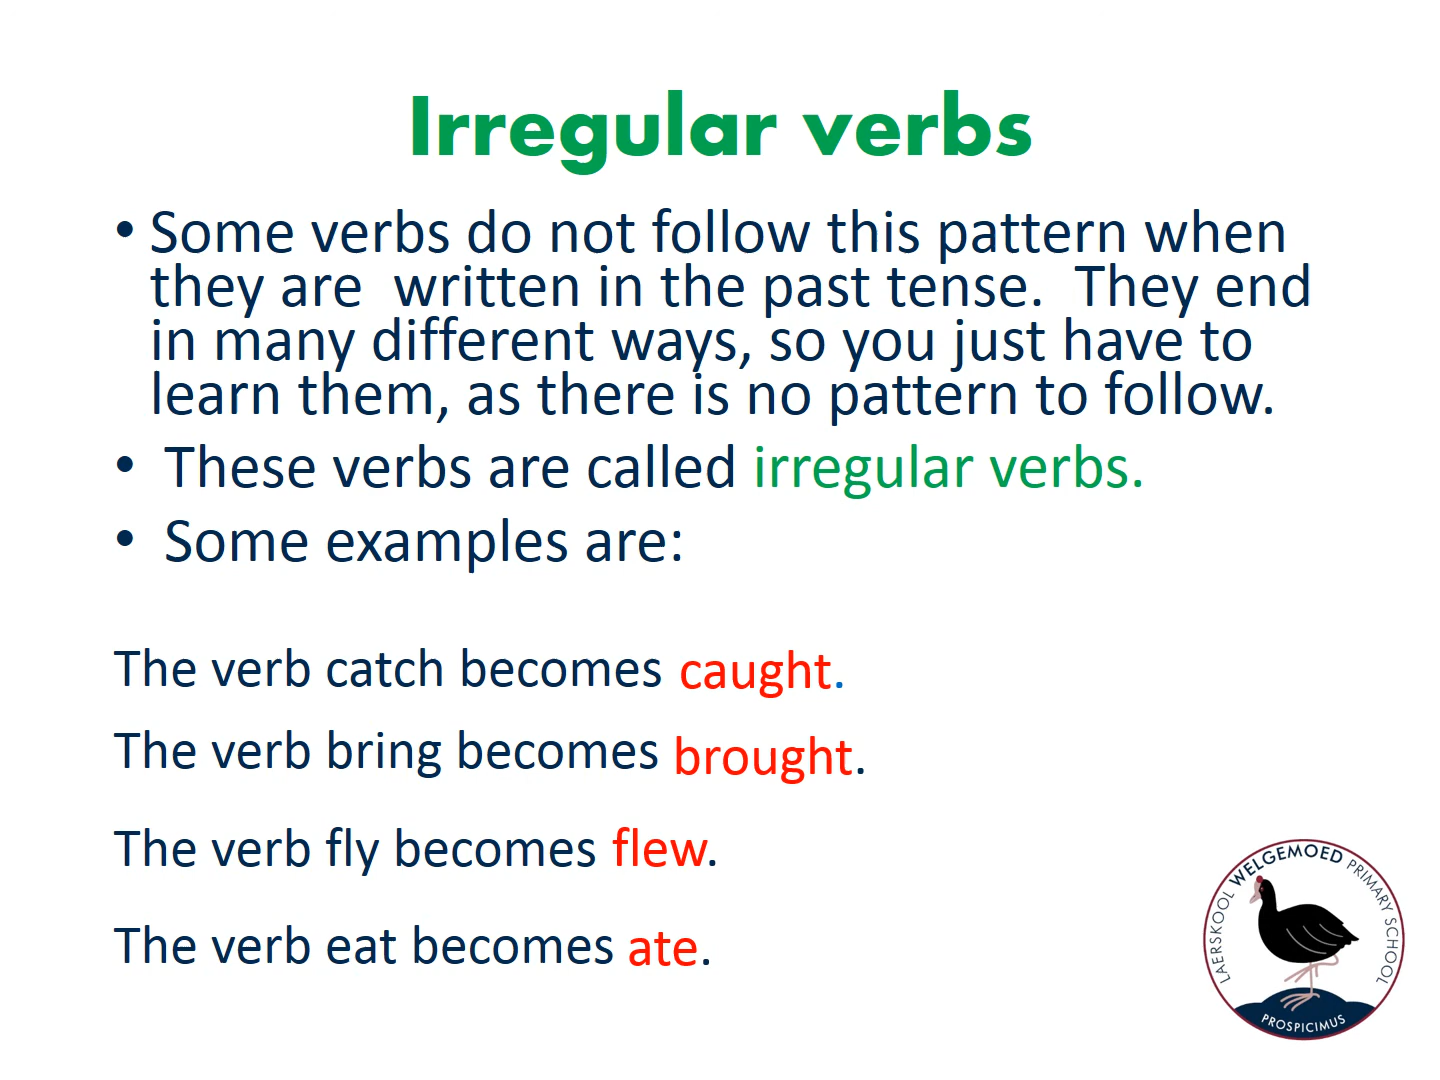 Irregular verbs
• Some verbs do not follow this pattern when
they are  written in the past tense.  They end
in many different ways, so you just have to
learn them, as there is no pattern to follow.
• These verbs are called irregular verbs.
• Some examples are:
The verb catch becomes caught.
The verb bring becomes brought.
The verb fly becomes flew.
The verb eat becomes ate.
LAERSKOOL WELGEMOED PRIMARY SCHOOL
PROSPICIMUS